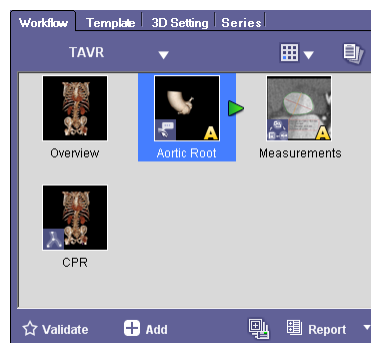 Workflow Template 3D Setting Series
TAVR
A A
Overview Aortic Root Measurements
CPR
Validate Add Report